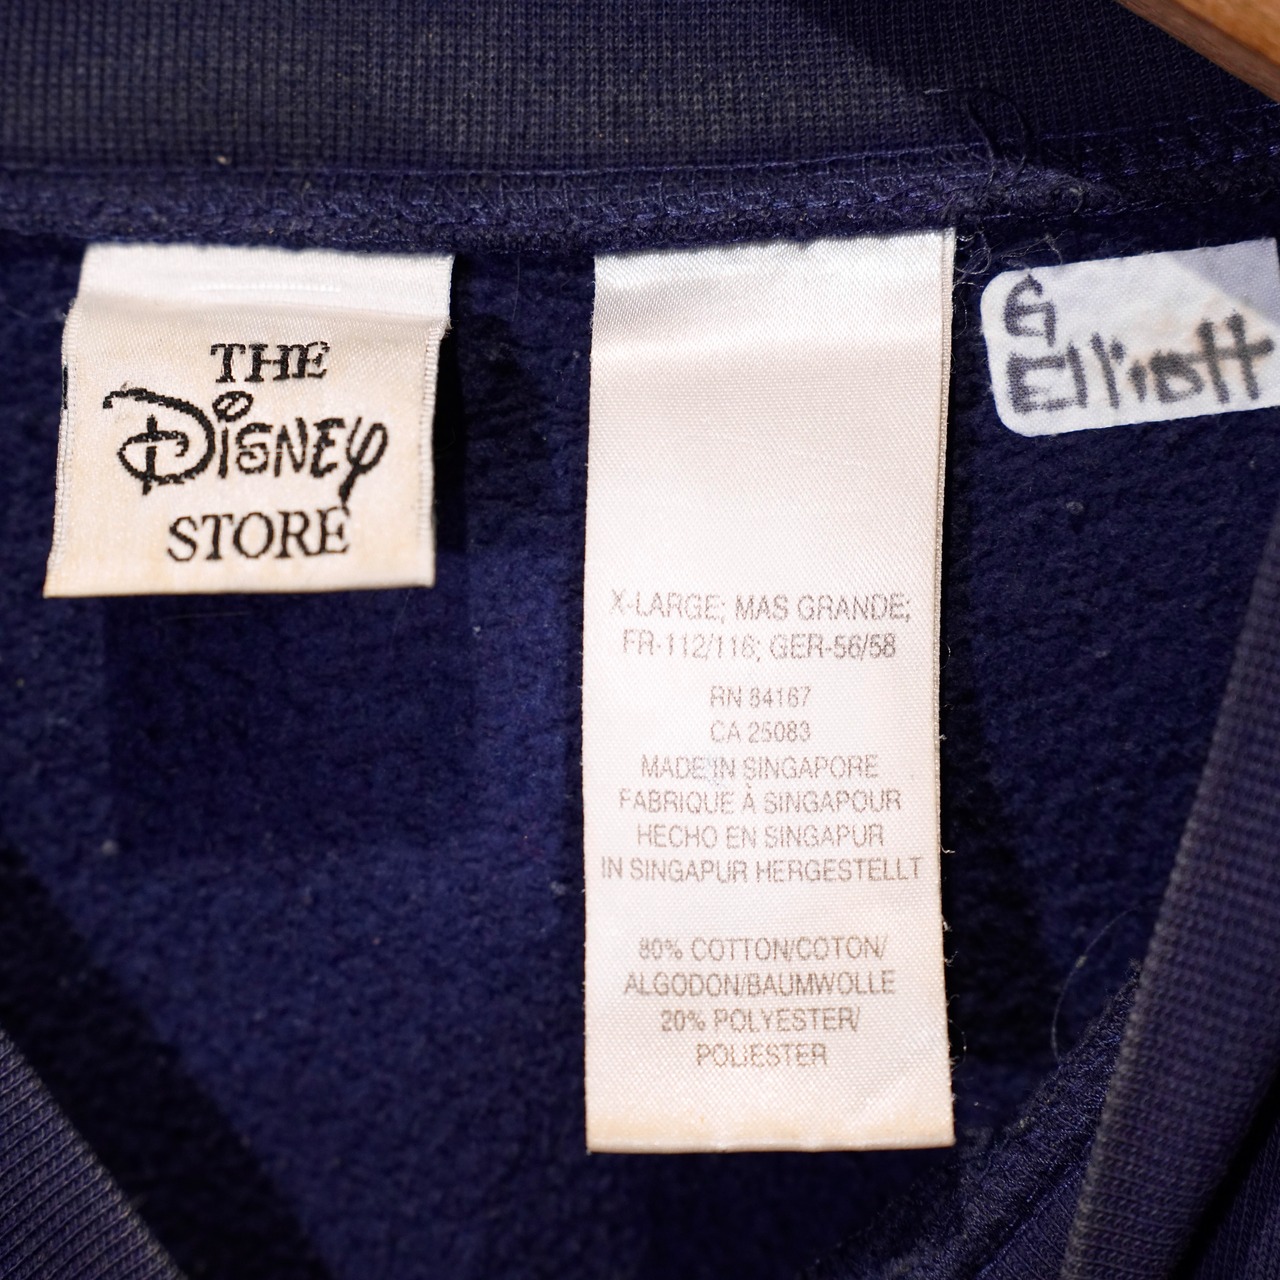 THE
DISNEY
STORE
X-LARGE; MAS GRANDE;
FR-112/116; GER-56/58
RN 84167
CA 25083
MADE IN SINGAPORE
FABRIQUE À SINGAPOUR
HECHO EN SINGAPUR
IN SINGAPUR HERGESTELLT
80% COTTON/COTON/
ALGODON/BAUMWOLLE
20% POLYESTER/
POLIESTER
G
Elliott